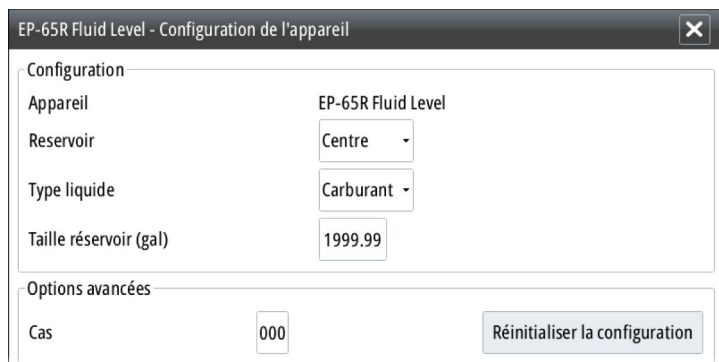 EP-65R Fluid Level - Configuration de l'appareil
Configuration
Appareil EP-65R Fluid Level
Reservoir Centre
Type liquide Carburant
Taille réservoir (gal) 1999.99
Options avancées
Cas 000 Réinitialiser la configuration